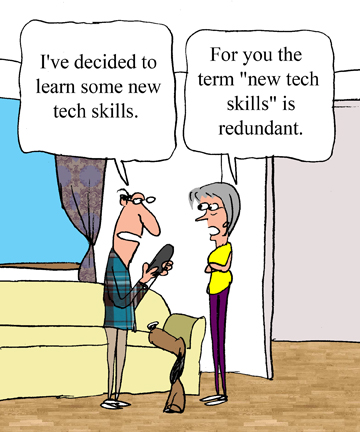 I've decided to
learn some new
tech skills.
For you the
term "new tech
skills" is
redundant.